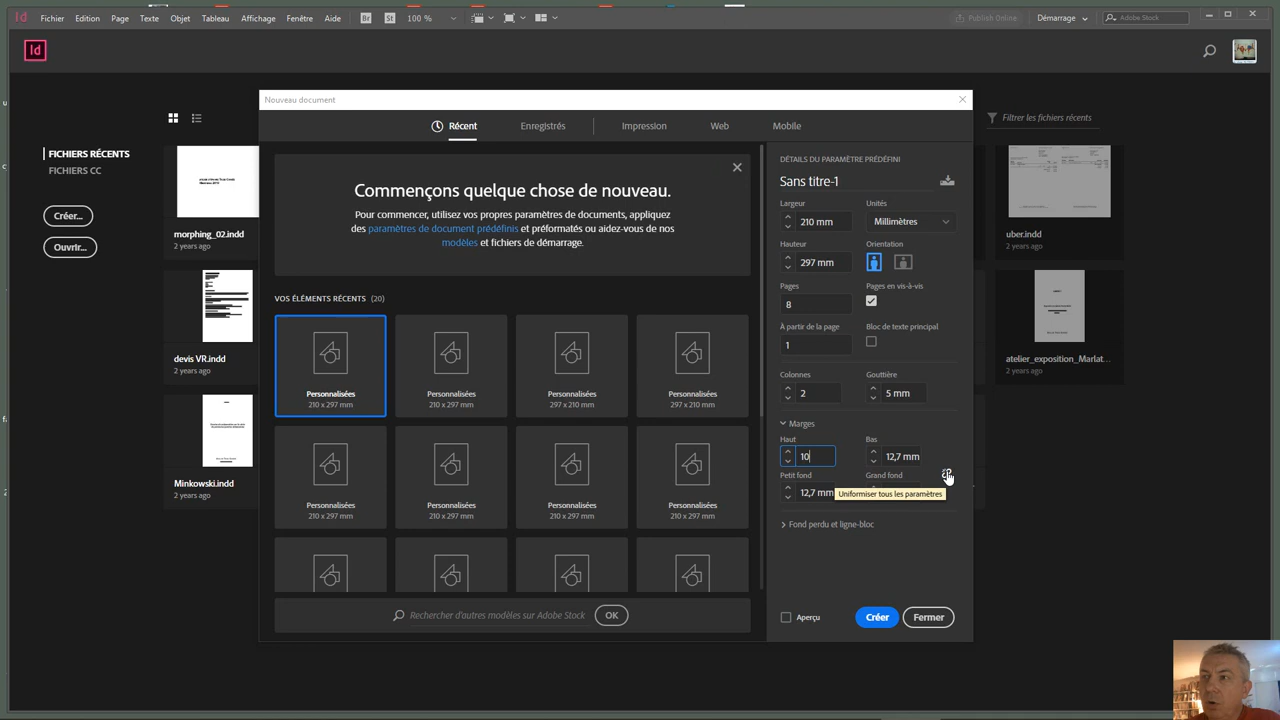 Id Fichier Edition Page Texte Objet Tableau Affichage Fenêtre Aide Br St 100 % Publish Online Démarrage Adobe Stock
Id
Nouveau document
Récent Enregistrés Impression Web Mobile
FICHIERS RÉCENTS
FICHIERS CC
Créer...
Ouvrir...
morphing_02.indd
2 years ago
devis VR.indd
2 years ago
Minkowski.indd
2 years ago
Commençons quelque chose de nouveau.
Pour commencer, utilisez vos propres paramètres de documents, appliquez
des paramètres de document prédéfinis et préformatés ou aidez-vous de nos
modèles et fichiers de démarrage.
VOS ÉLÉMENTS RÉCENTS (20)
Personnalisées Personnalisées Personnalisées Personnalisées
210 x 297 mm 210 x 297 mm 297 x 210 mm 297 x 210 mm
Personnalisées Personnalisées Personnalisées Personnalisées
210 x 297 mm 210 x 297 mm 210 x 297 mm 210 x 297 mm
Rechercher d'autres modèles sur Adobe Stock OK
DÉTAILS DU PARAMÈTRE PRÉDÉFINI
Sans titre-1
Largeur Unités
210 mm Millimètres
Hauteur Orientation
297 mm
Pages Pages en vis-à-vis
8
À partir de la page Bloc de texte principal
1
Colonnes Gouttière
2 5 mm
Marges
Haut Bas
10 12,7 mm
Petit fond Grand fond
12,7 mm Uniformiser tous les paramètres
Fond perdu et ligne-bloc
Aperçu Créer Fermer
Filtrer les fichiers récents
uber.indd
2 years ago
atelier_exposition_Marlat...
2 years ago